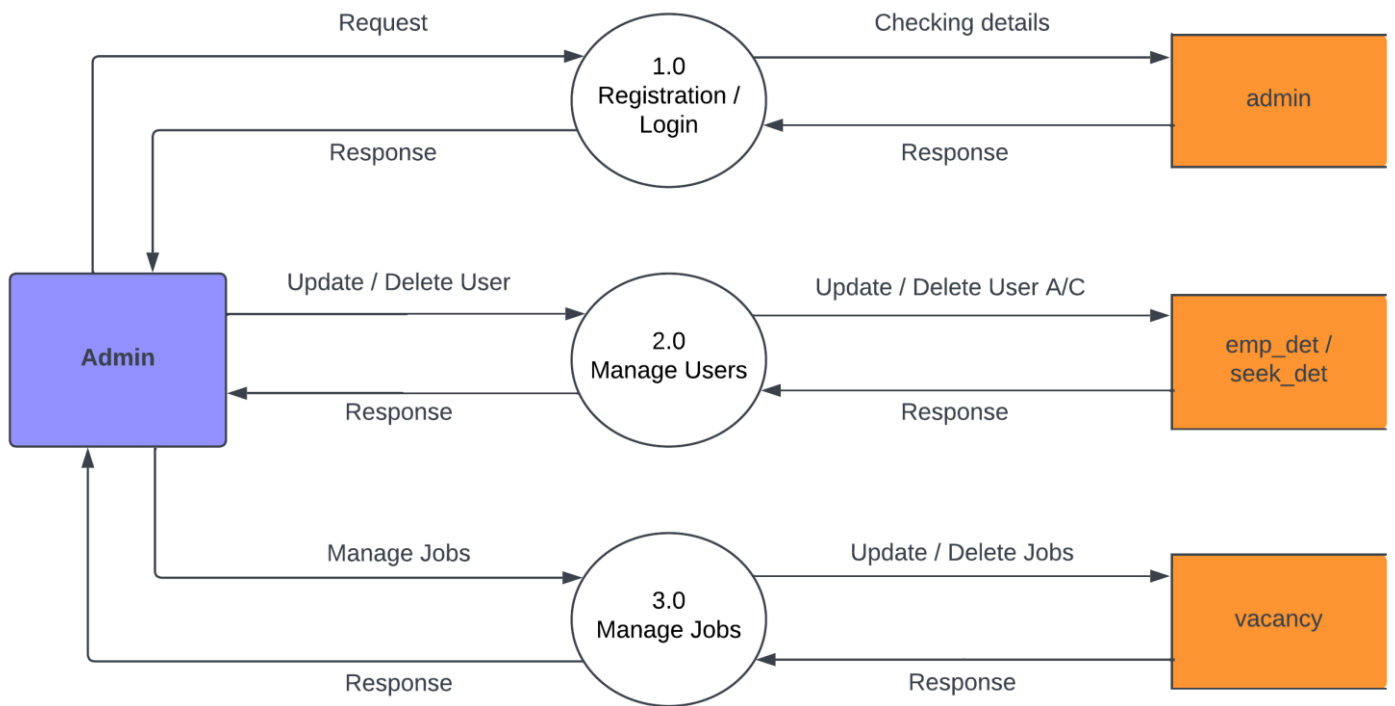 Request
Checking details
1.0
Registration /
Login
admin
Response
Response
Update / Delete User
Update / Delete User A/C
Admin
2.0
Manage Users
emp_det /
seek_det
Response
Response
Manage Jobs
Update / Delete Jobs
3.0
Manage Jobs
vacancy
Response
Response